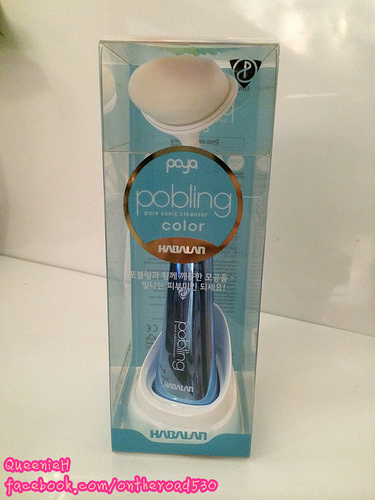 poya
pobling
pore sonic cleanser
color
HABALAN
포블링과 함께 깨끗한 모공을 -
빛나는 피부미인 되세요!
pobling
HABALAN
HABALAN
QueenieH
facebook.com/ontheroad530